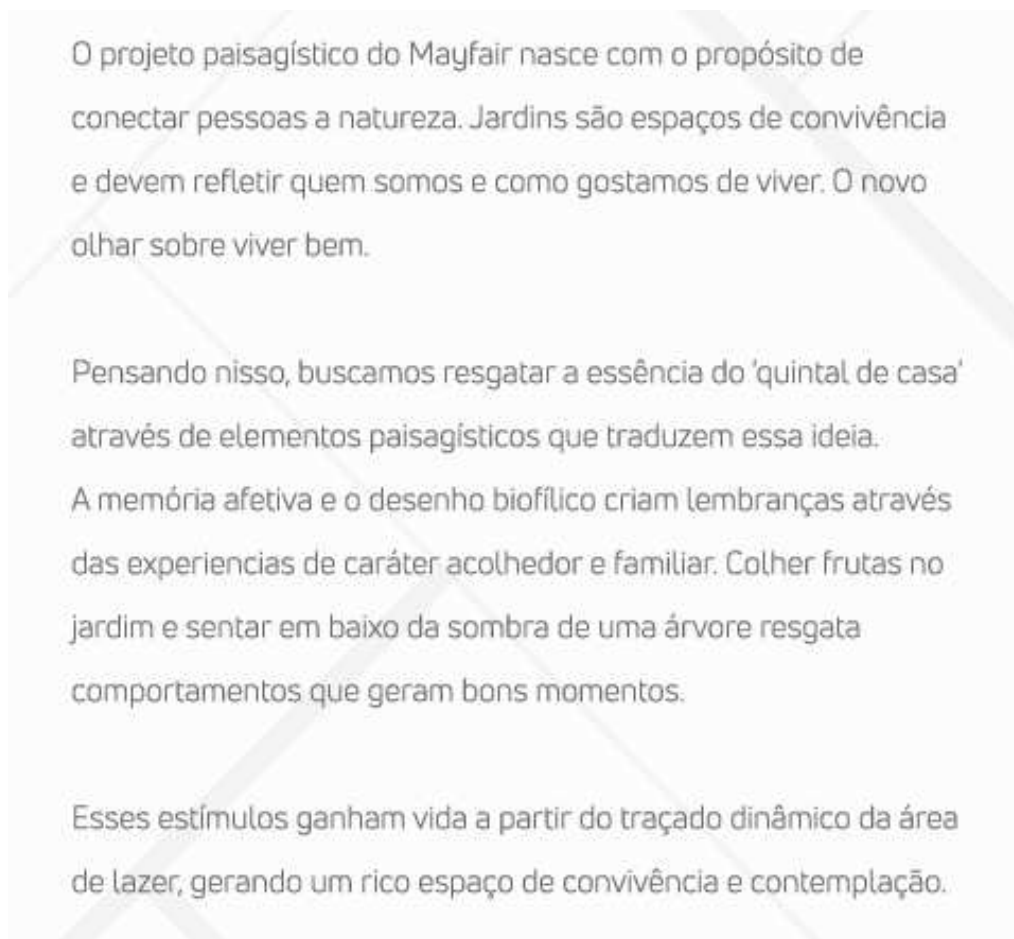 O projeto paisagístico do Mayfair nasce com o propósito de
conectar pessoas a natureza. Jardins são espaços de convivência
e devem refletir quem somos e como gostamos de viver. O novo
olhar sobre viver bem.
Pensando nisso, buscamos resgatar a essência do 'quintal de casa'
através de elementos paisagísticos que traduzem essa ideia.
A memória afetiva e o desenho biofílico criam lembranças através
das experiencias de caráter acolhedor e familiar. Colher frutas no
jardim e sentar em baixo da sombra de uma árvore resgata
comportamentos que geram bons momentos.
Esses estímulos ganham vida a partir do traçado dinâmico da área
de lazer, gerando um rico espaço de convivência e contemplação.